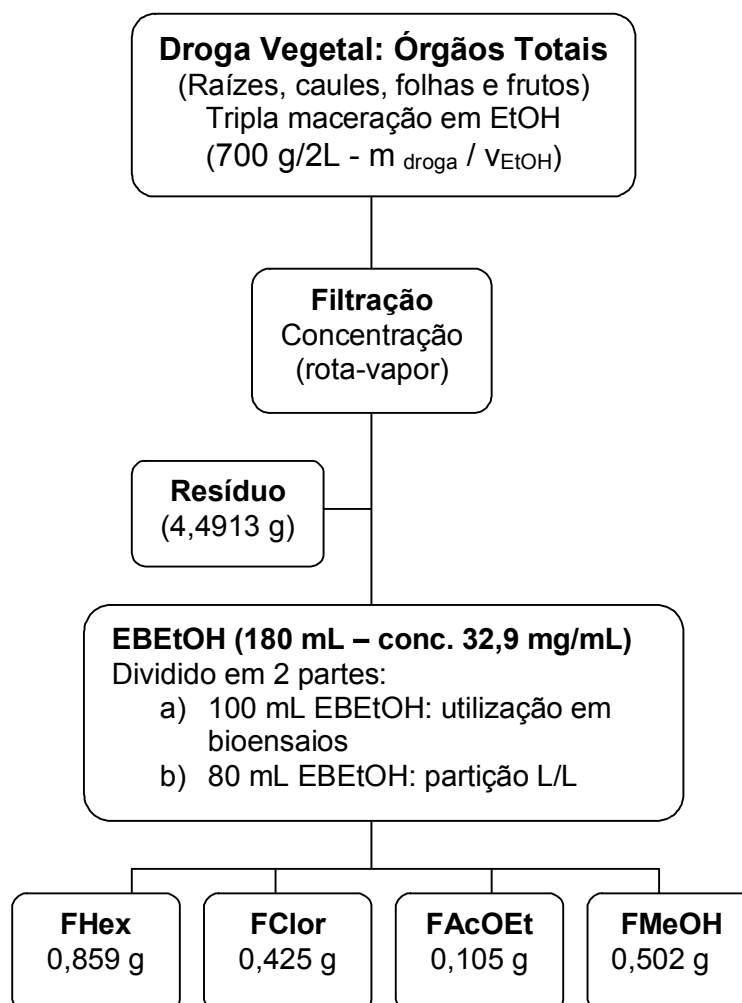 Droga Vegetal: Órgãos Totais
(Raízes, caules, folhas e frutos)
Tripla maceração em EtOH
(700 g/2L - m droga / vEtOH)
Filtração
Concentração
(rota-vapor)
Resíduo
(4,4913 g)
EBEtOH (180 mL – conc. 32,9 mg/mL)
Dividido em 2 partes:
a) 100 mL EBEtOH: utilização em
bioensaios
b) 80 mL EBEtOH: partição L/L
FHex
0,859 g
FClor
0,425 g
FAcOEt
0,105 g
FMeOH
0,502 g